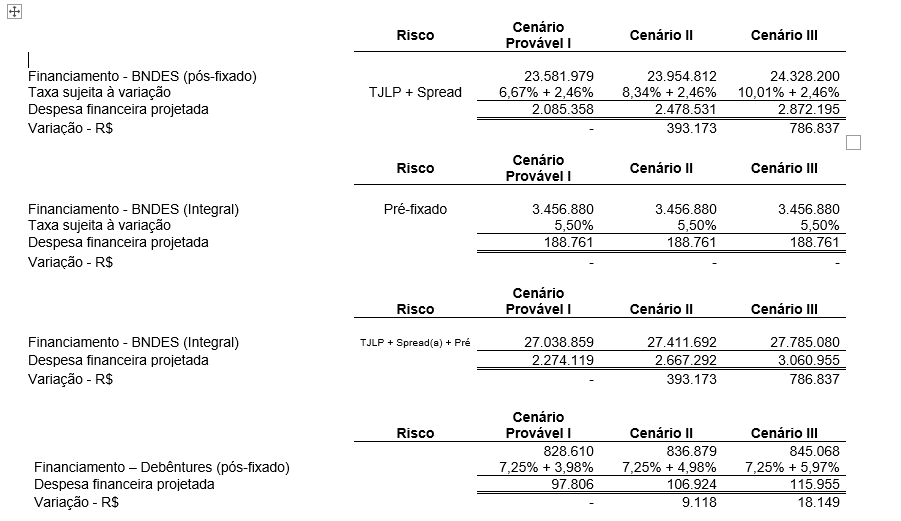 Risco Cenário Provável I Cenário II Cenário III
Financiamento - BNDES (pós-fixado) 23.581.979 23.954.812 24.328.200
Taxa sujeita à variação TJLP + Spread 6,67% + 2,46% 8,34% + 2,46% 10,01% + 2,46%
Despesa financeira projetada 2.085.358 2.478.531 2.872.195
Variação - R$ - 393.173 786.837
Risco Cenário Provável I Cenário II Cenário III
Financiamento - BNDES (Integral) Pré-fixado 3.456.880 3.456.880 3.456.880
Taxa sujeita à variação 5,50% 5,50% 5,50%
Despesa financeira projetada 188.761 188.761 188.761
Variação - R$ - - -
Risco Cenário Provável I Cenário II Cenário III
Financiamento - BNDES (Integral) TJLP + Spread(a) + Pré 27.038.859 27.411.692 27.785.080
Despesa financeira projetada 2.274.119 2.667.292 3.060.955
Variação - R$ - 393.173 786.837
Risco Cenário Provável I Cenário II Cenário III
828.610 836.879 845.068
Financiamento – Debêntures (pós-fixado) 7,25% + 3,98% 7,25% + 4,98% 7,25% + 5,97%
Despesa financeira projetada 97.806 106.924 115.955
Variação - R$ - 9.118 18.149